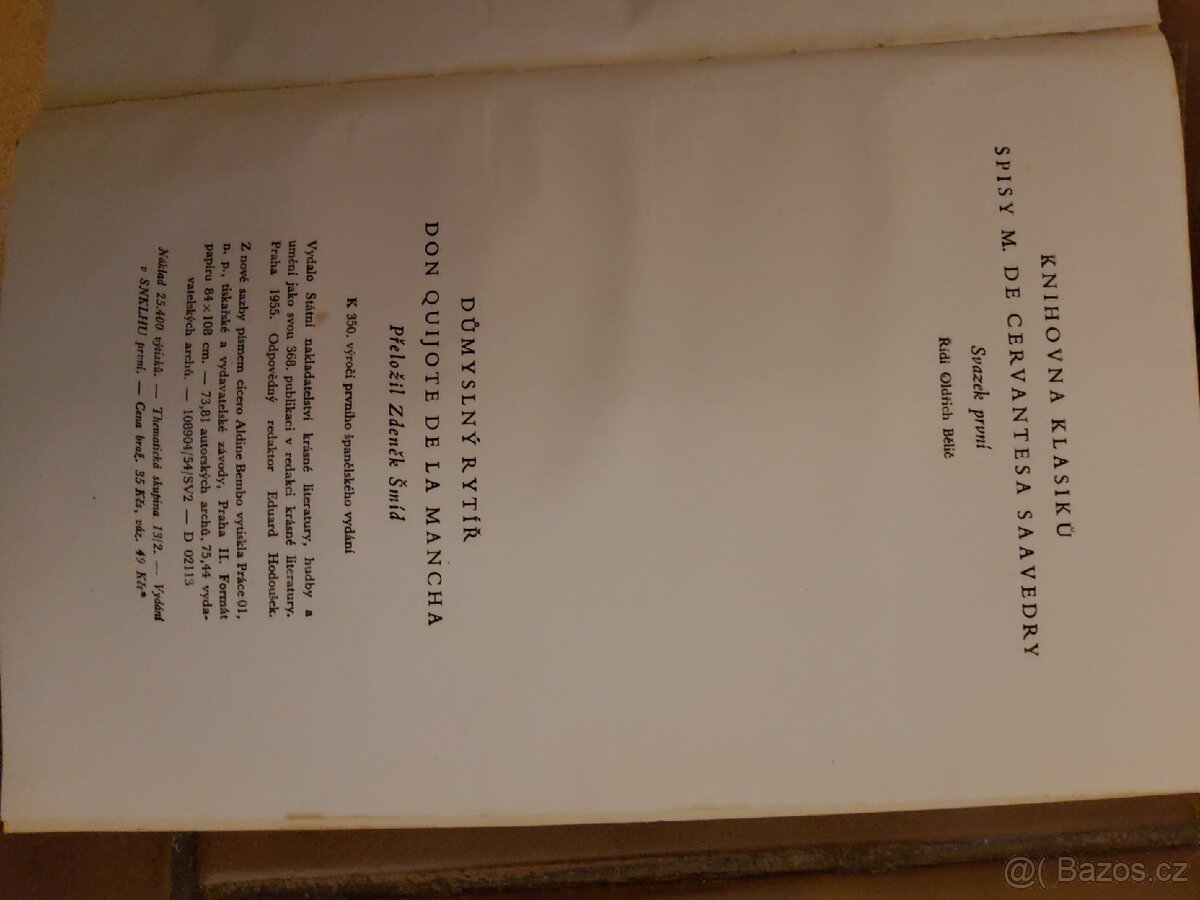 KNIHOVNA KLASIKŮ
SPISY M. DE CERVANTESA SAAVEDRY
Svazek první
Řídí Oldřich Bělič
DŮMYSLNÝ RYTÍŘ
DON QUIJOTE DE LA MANCHA
Přeložil Zdeněk Šmíd
K 350. výročí prvního španělského vydání
Vydalo Státní nakladatelství krásné literatury, hudby a
umění jako svou 368. publikaci v redakci krásné literatury.
Praha 1955. Odpovědný redaktor Eduard Hodoušek.
Z nové sazby písmem cicero Aldine Bembo vytiskla Práce 01,
n. p., tiskařské a vydavatelské závody, Praha II. Formát
papíru 84×108 cm. — 73,81 autorských archů, 75,44 vyda-
vatelských archů. — 108904/54/SV2 — D 02113
Náklad 25.400 výtisků. — Thematická skupina 13/2. — Vydání
v SNKLHU první. — Cena brož. 35 Kčs, váz. 49 Kčs*
@( Bazos.cz